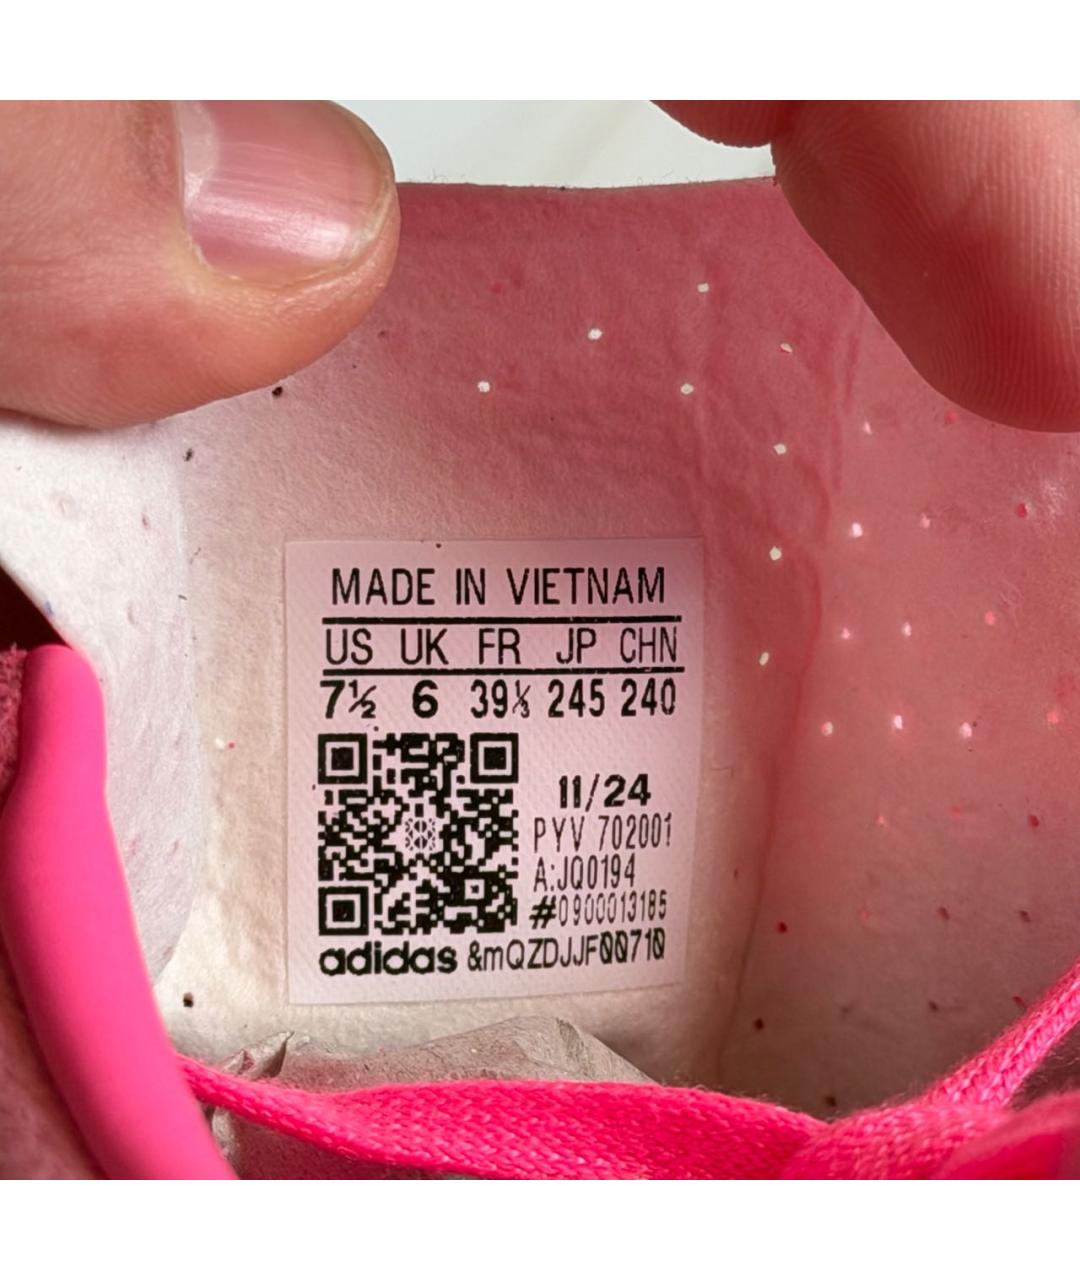 MADE IN VIETNAM
US UK FR JP CHN
7½ 6 39⅓ 245 240
11/24
PYV 702001
A:JQ0194
#0900013185
adidas &mQZDJJF00710